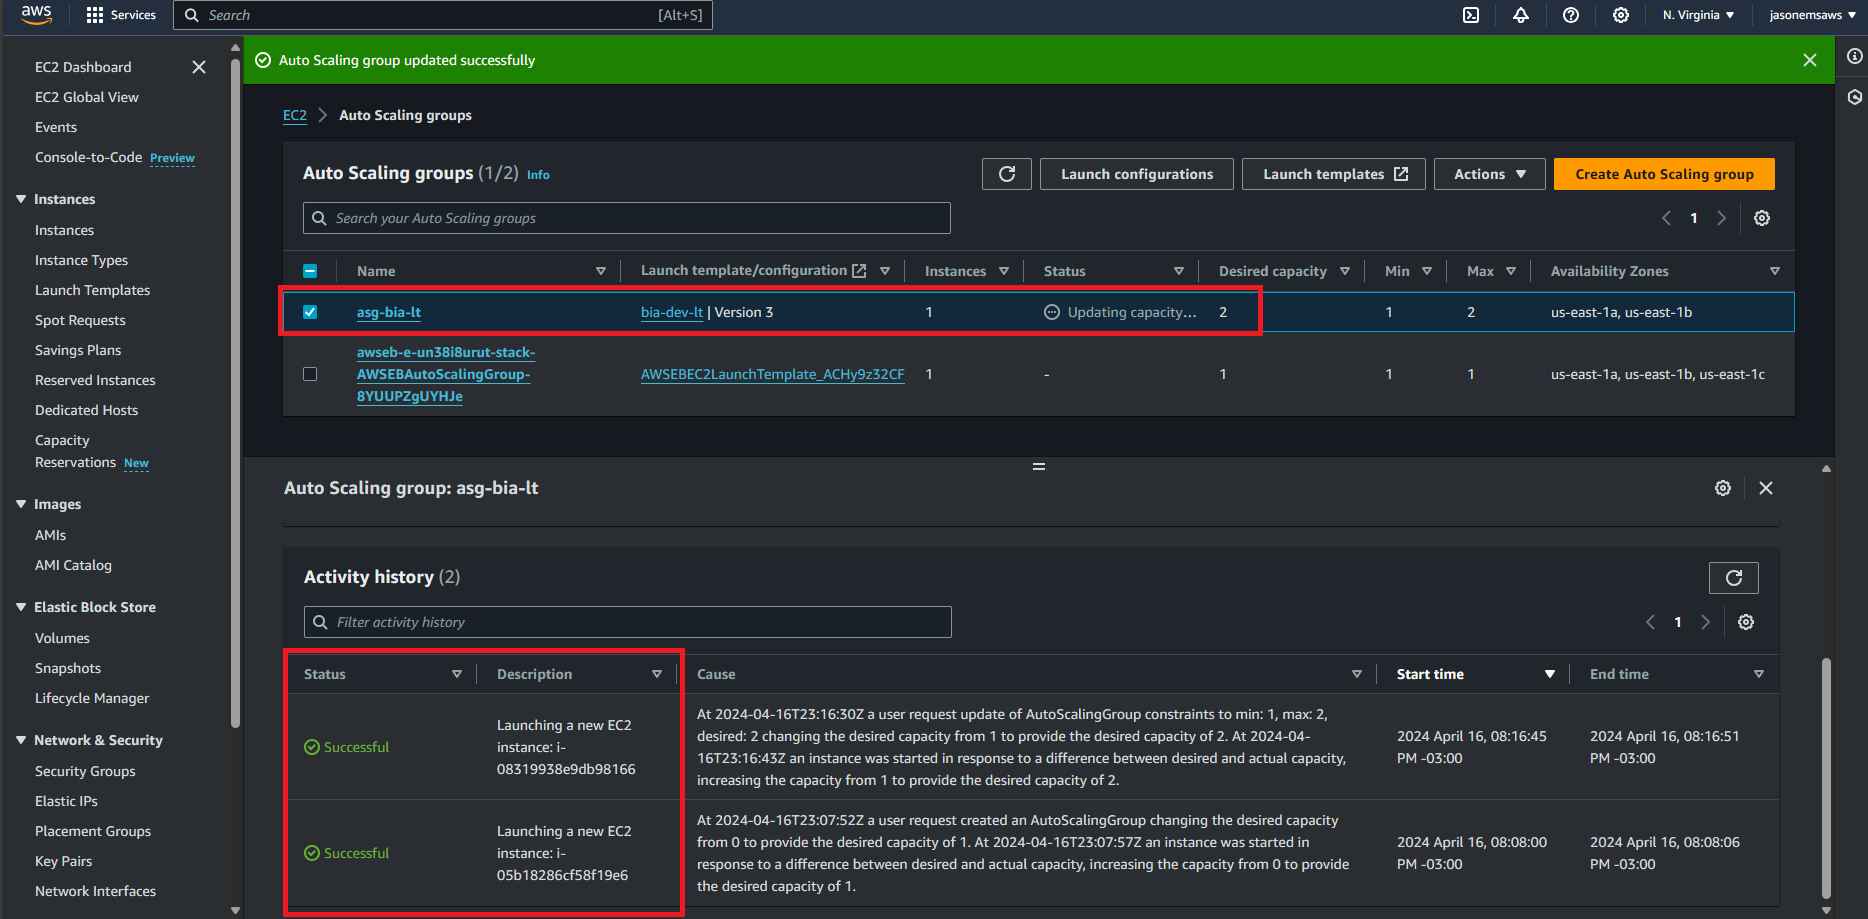 aws
Services
Search
[Alt+S]
N. Virginia
jasonemsaws
EC2 Dashboard
EC2 Global View
Events
Console-to-Code Preview
Instances
Instances
Instance Types
Launch Templates
Spot Requests
Savings Plans
Reserved Instances
Dedicated Hosts
Capacity
Reservations New
Images
AMIs
AMI Catalog
Elastic Block Store
Volumes
Snapshots
Lifecycle Manager
Network & Security
Security Groups
Elastic IPs
Placement Groups
Key Pairs
Network Interfaces
Auto Scaling group updated successfully
EC2 Auto Scaling groups
Auto Scaling groups (1/2) Info
Launch configurations
Launch templates
Actions
Create Auto Scaling group
Search your Auto Scaling groups
1
Name Launch template/configuration Instances Status Desired capacity Min Max Availability Zones
asg-bia-lt bia-dev-lt | Version 3 1 Updating capacity... 2 1 2 us-east-1a, us-east-1b
awseb-e-un38i8urut-stack-
AWSEBAutoScalingGroup- AWSEBEC2LaunchTemplate_ACHy9z32CF 1 - 1 1 1 us-east-1a, us-east-1b, us-east-1c
8YUUPZgUYHJe
Auto Scaling group: asg-bia-lt
Activity history (2)
Filter activity history
1
Status Description Cause Start time End time
Successful
Launching a new EC2
instance: i-
08319938e9db98166
At 2024-04-16T23:16:30Z a user request update of AutoScalingGroup constraints to min: 1, max: 2,
desired: 2 changing the desired capacity from 1 to provide the desired capacity of 2. At 2024-04-
16T23:16:43Z an instance was started in response to a difference between desired and actual capacity,
increasing the capacity from 1 to provide the desired capacity of 2.
2024 April 16, 08:16:45
PM -03:00
2024 April 16, 08:16:51
PM -03:00
Successful
Launching a new EC2
instance: i-
05b18286cf58f19e6
At 2024-04-16T23:07:52Z a user request created an AutoScalingGroup changing the desired capacity
from 0 to provide the desired capacity of 1. At 2024-04-16T23:07:57Z an instance was started in
response to a difference between desired and actual capacity, increasing the capacity from 0 to provide
the desired capacity of 1.
2024 April 16, 08:08:00
PM -03:00
2024 April 16, 08:08:06
PM -03:00